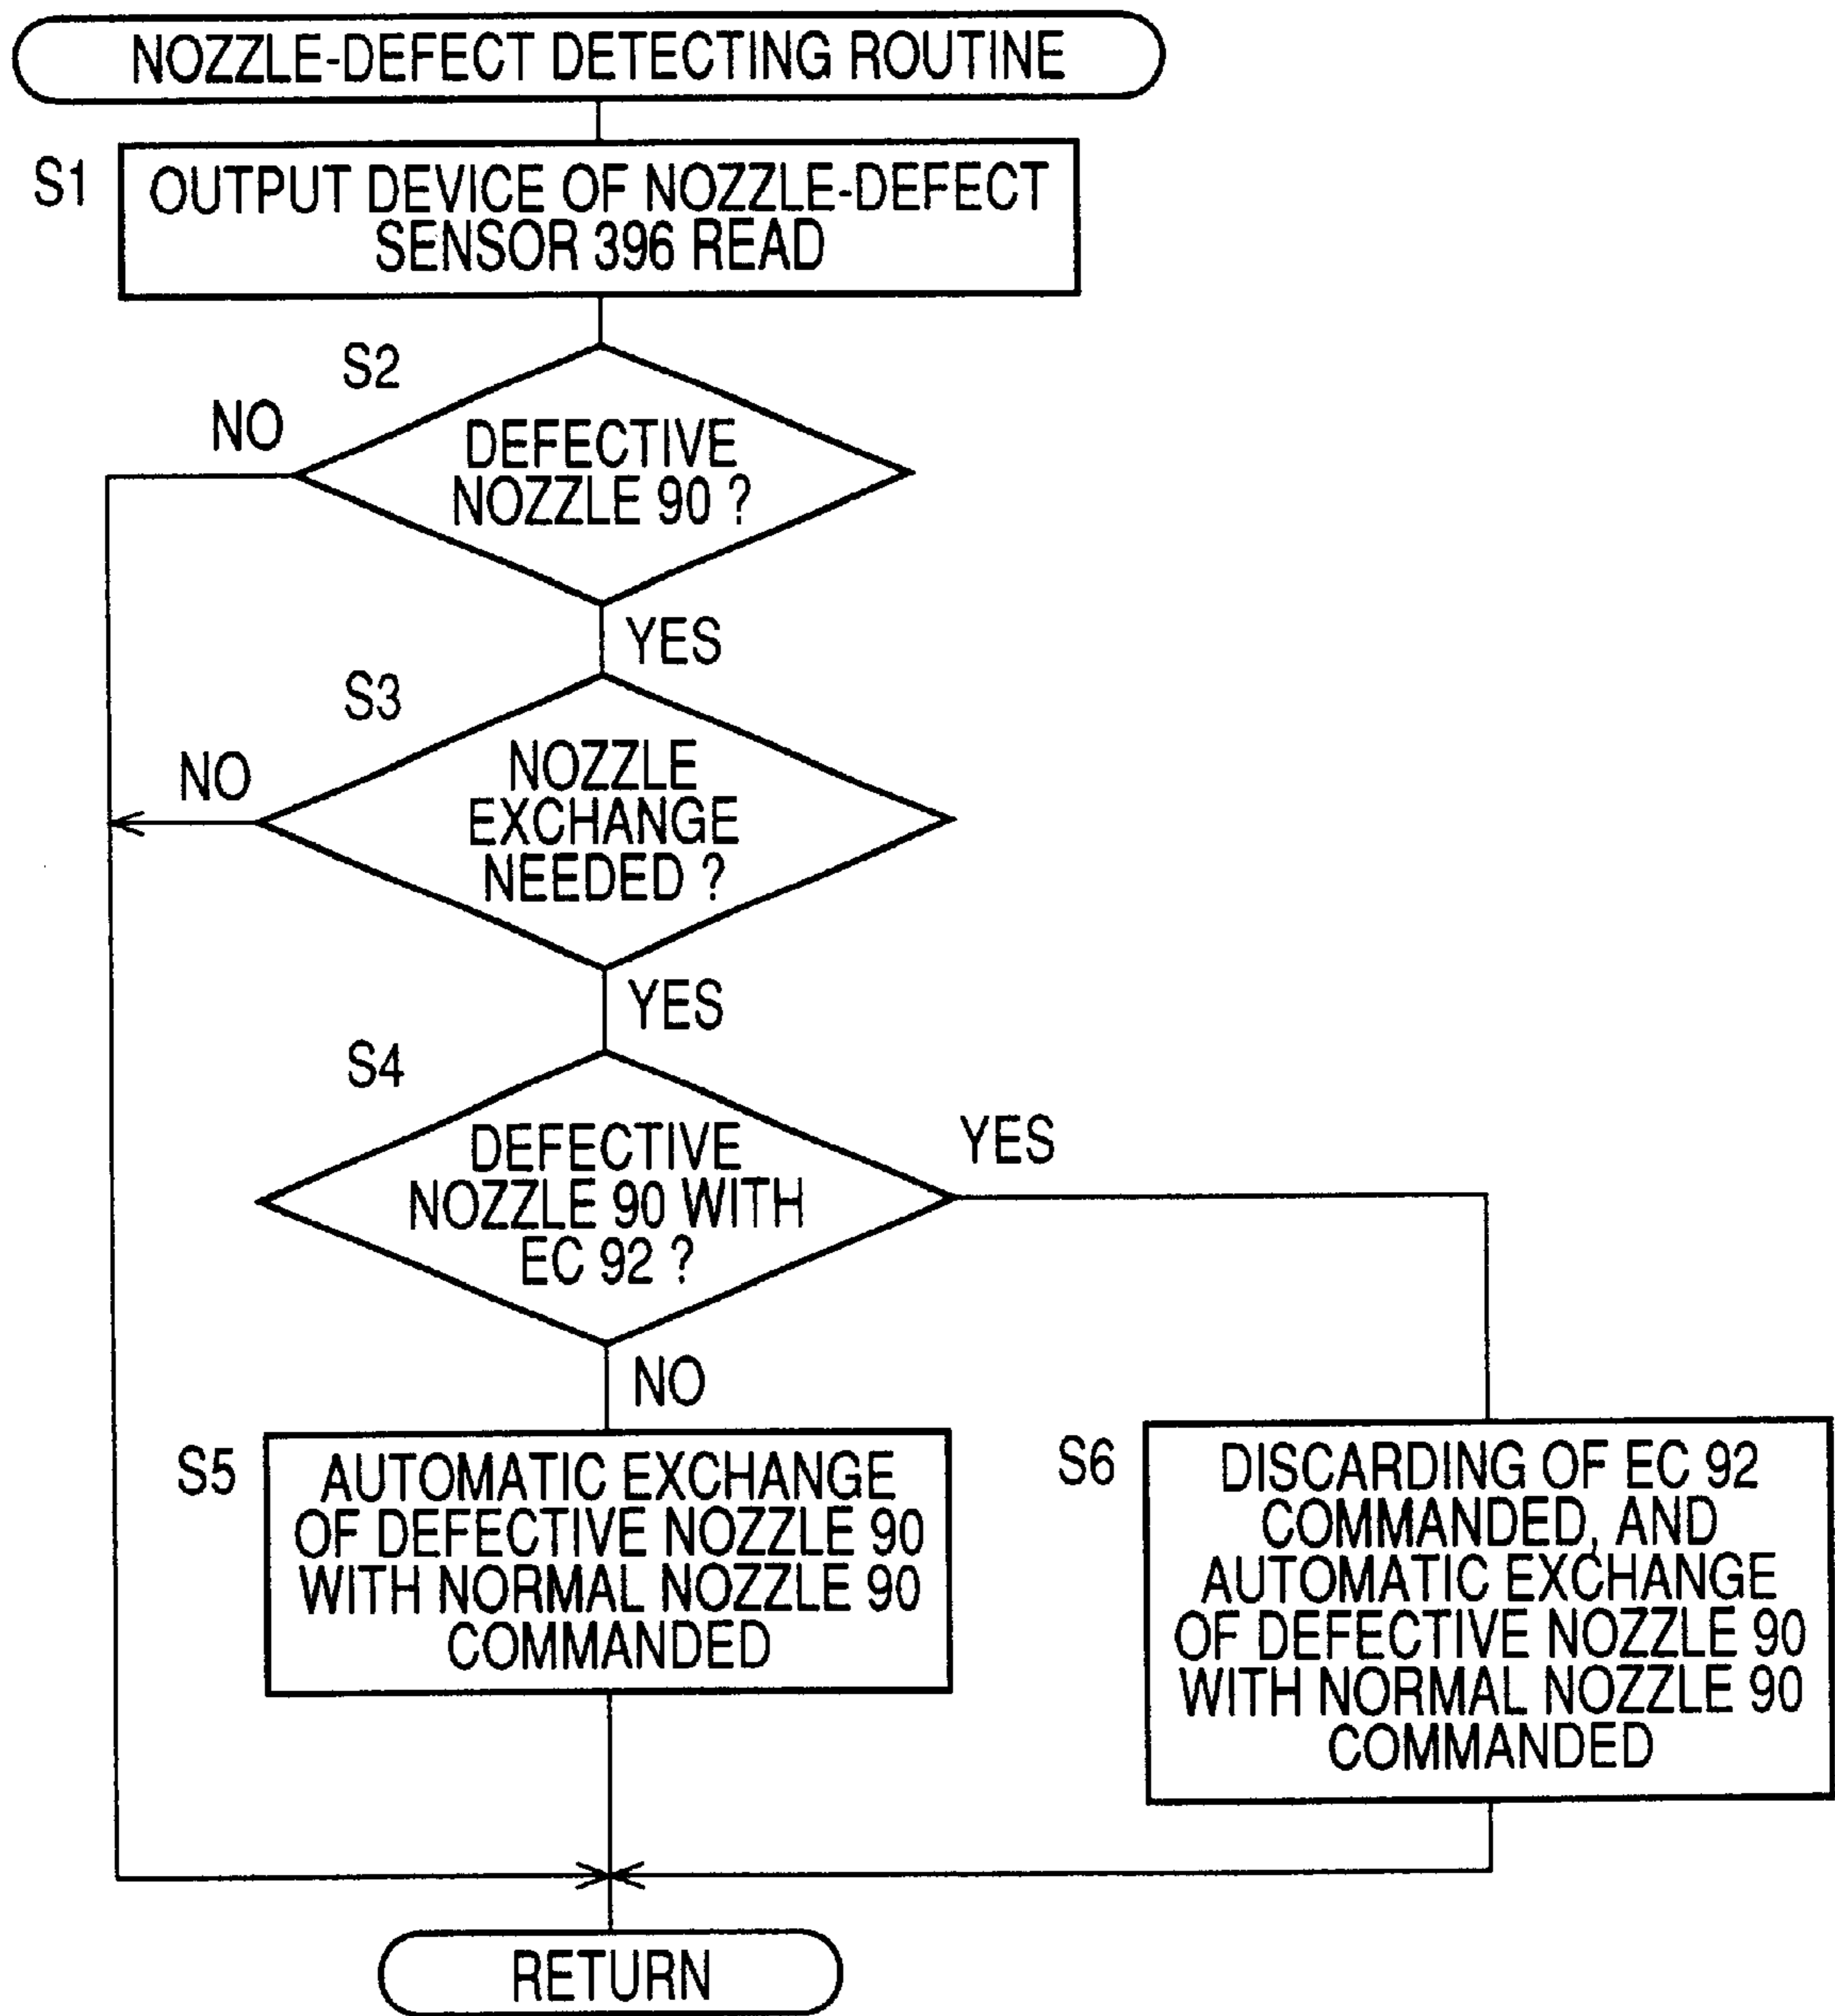 NOZZLE-DEFECT DETECTING ROUTINE
S1
OUTPUT DEVICE OF NOZZLE-DEFECT
SENSOR 396 READ
S2
NO
DEFECTIVE
NOZZLE 90 ?
YES
S3
NO
NOZZLE
EXCHANGE
NEEDED ?
YES
S4
DEFECTIVE
NOZZLE 90 WITH
EC 92 ?
YES
NO
S5
AUTOMATIC EXCHANGE
OF DEFECTIVE NOZZLE 90
WITH NORMAL NOZZLE 90
COMMANDED
S6
DISCARDING OF EC 92
COMMANDED, AND
AUTOMATIC EXCHANGE
OF DEFECTIVE NOZZLE 90
WITH NORMAL NOZZLE 90
COMMANDED
RETURN